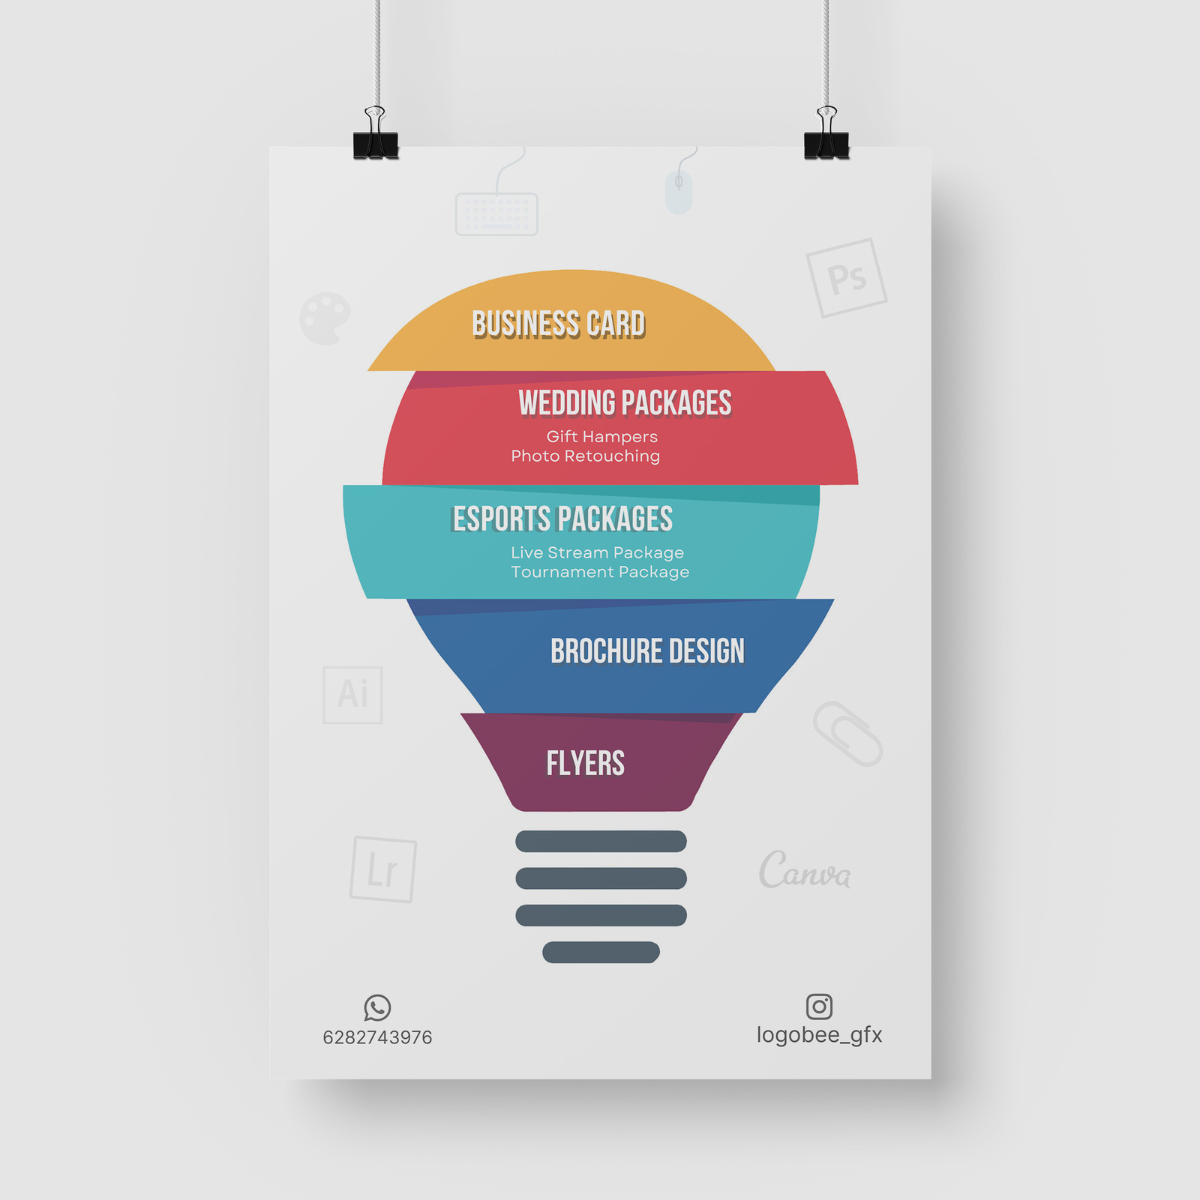 Ps
BUSINESS CARD
WEDDING PACKAGES
Gift Hampers
Photo Retouching
ESPORTS PACKAGES
Live Stream Package
Tournament Package
BROCHURE DESIGN
Ai
FLYERS
Lr
Canva
6282743976
logobee_gfx